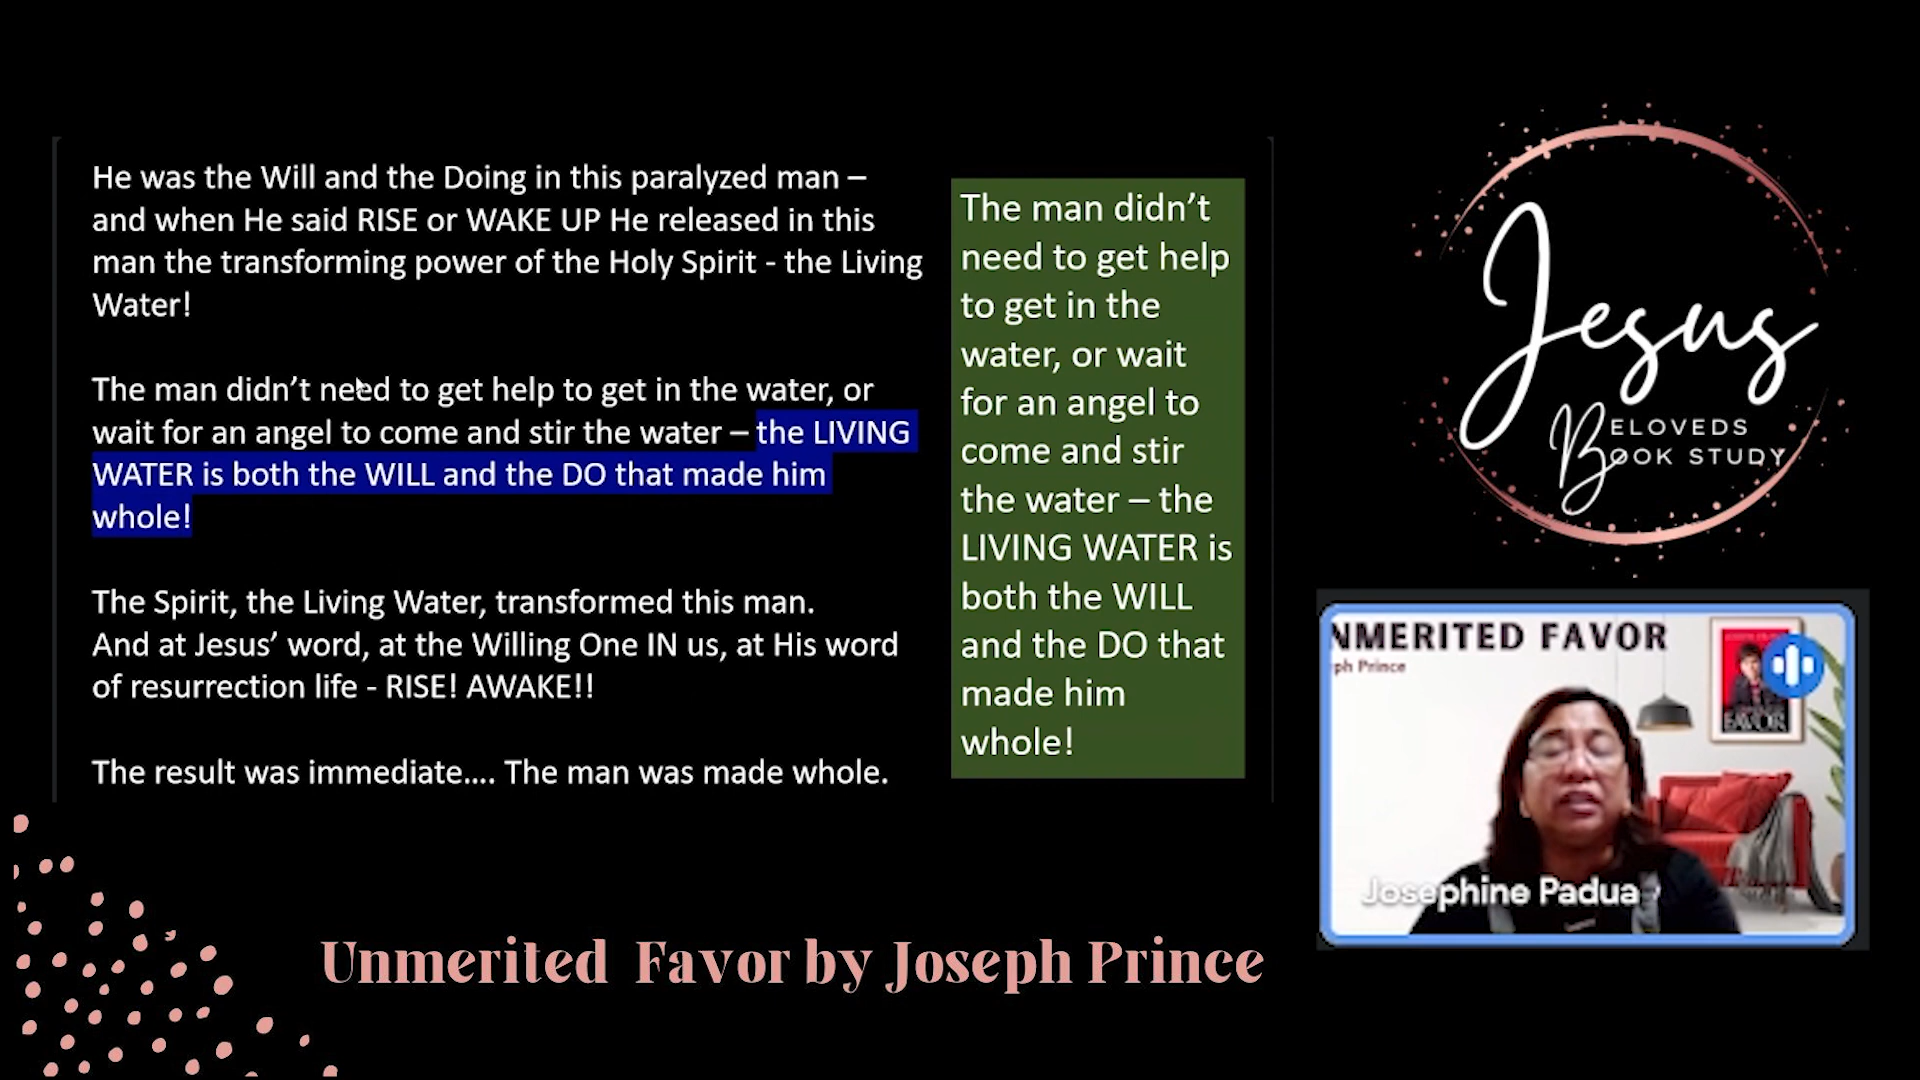 He was the Will and the Doing in this paralyzed man –
and when He said RISE or WAKE UP He released in this
man the transforming power of the Holy Spirit - the Living
Water!
The man didn’t need to get help to get in the water, or
wait for an angel to come and stir the water – the LIVING
WATER is both the WILL and the DO that made him
whole!
The Spirit, the Living Water, transformed this man.
And at Jesus’ word, at the Willing One IN us, at His word
of resurrection life - RISE! AWAKE!!
The result was immediate.... The man was made whole.
The man didn’t
need to get help
to get in the
water, or wait
for an angel to
come and stir
the water – the
LIVING WATER is
both the WILL
and the DO that
made him
whole!
Jesus
BELOVEDS
BOOK STUDY
NMERITED FAVOR
ph Prince
FAVOR
Josephine Padua
Unmerited Favor by Joseph Prince